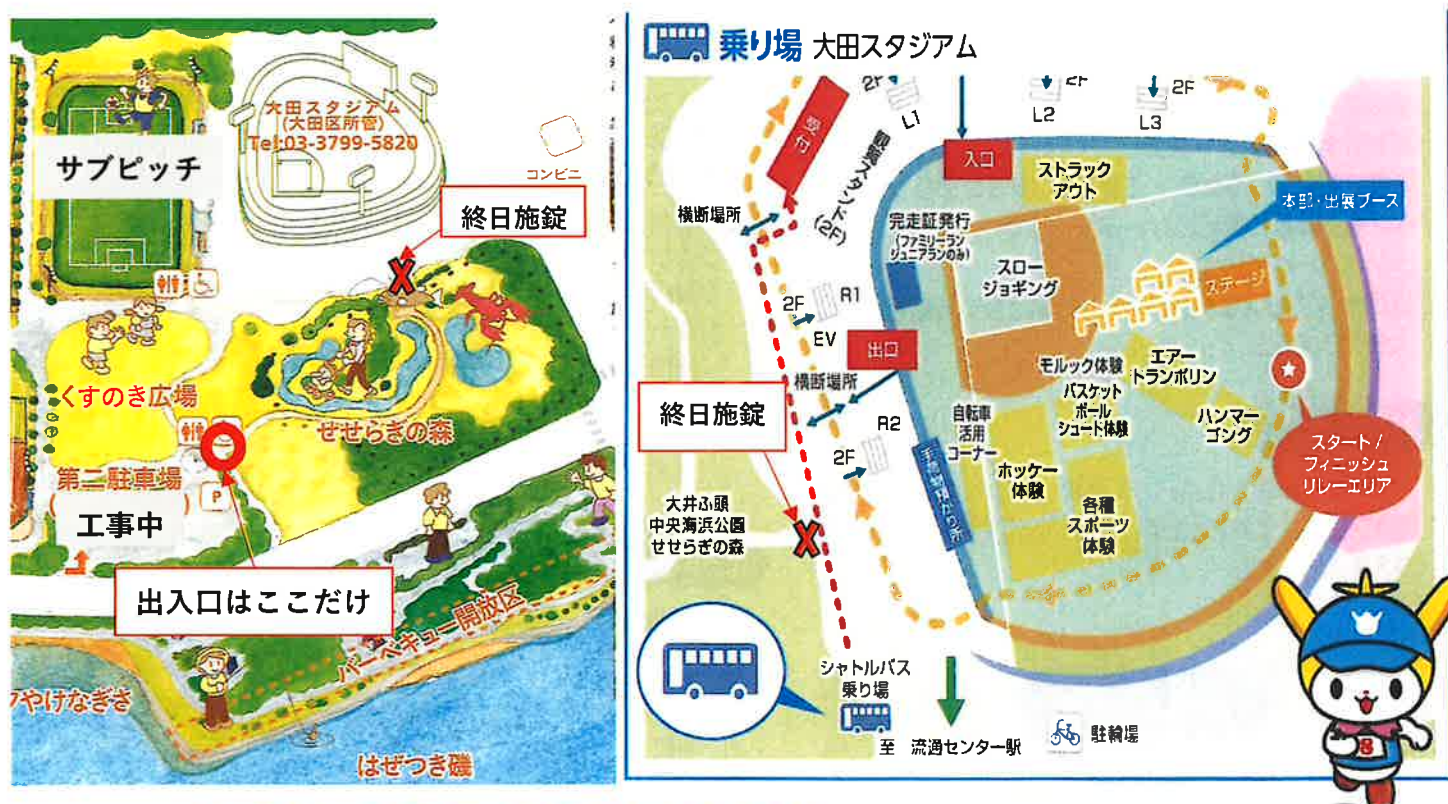 大田スタジアム
(大田区所管)
Tel:03-3799-5820
サブピッチ
コンビニ
終日施錠
X
くすのき広場
せせらぎの森
第二駐車場
P
工事中
出入口はここだけ
バーベキュー開放区
やけなぎさ
はぜつき磯
乗り場 大田スタジアム
2F
L1
2F
L2
2F
L3
受付
入口
ストラック
アウト
観覧スタンド
(2F)
横断場所
本部・出展ブース
完走証発行
(ファミリーラン
ジュニアランのみ)
スロー
ジョギング
ステージ
2F
R1
EV
出口
モルック体験
エアー
トランポリン
横断場所
バスケット
ボール
シュート体験
終日施錠
R2
自転車
活用
コーナー
ハンマー
ゴング
2F
手荷物預かり所
ホッケー
体験
スタート/
フィニッシュ
リレーエリア
大井ふ頭
中央海浜公園
せせらぎの森
X
各種
スポーツ
体験
シャトルバス
乗り場
至 流通センター駅
駐輪場